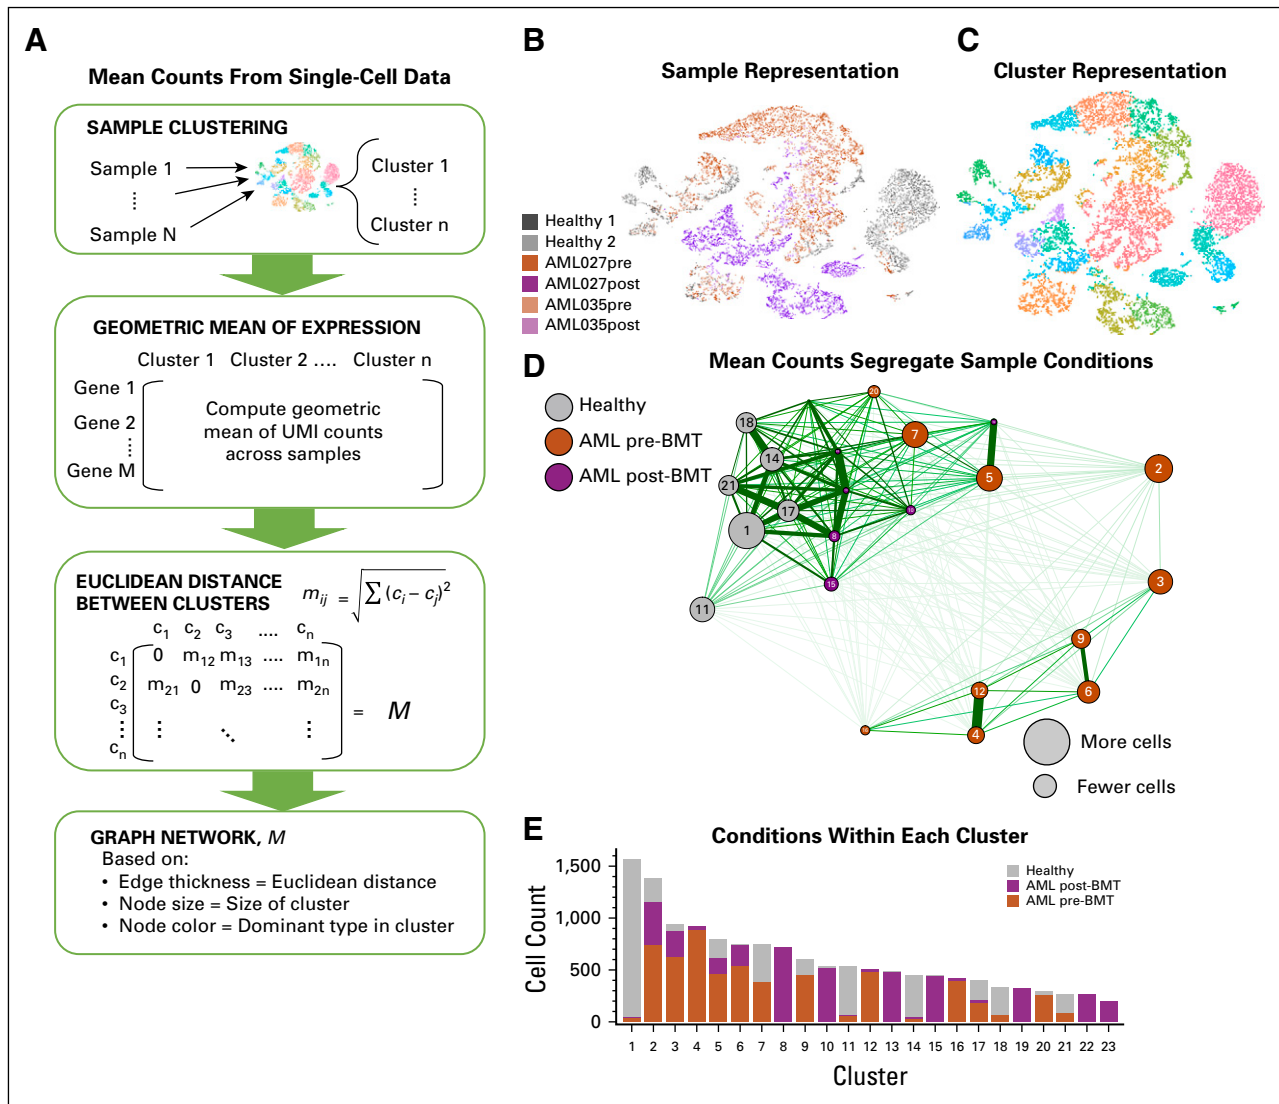 A
Mean Counts From Single-Cell Data
SAMPLE CLUSTERING
Sample 1
Sample N
Cluster 1
Cluster n
GEOMETRIC MEAN OF EXPRESSION
Cluster 1 Cluster 2 .... Cluster n
Gene 1
Gene 2
Gene M
Compute geometric
mean of UMI counts
across samples
EUCLIDEAN DISTANCE
BETWEEN CLUSTERS
m_ij = √∑ (c_i – c_j)²
c1 c2 c3 .... cn
c1 0 m12 m13 .... m1n
c2 m21 0 m23 .... m2n
c3
cn
= M
GRAPH NETWORK, M
Based on:
• Edge thickness = Euclidean distance
• Node size = Size of cluster
• Node color = Dominant type in cluster
B
Sample Representation
Healthy 1
Healthy 2
AML027pre
AML027post
AML035pre
AML035post
C
Cluster Representation
D
Mean Counts Segregate Sample Conditions
Healthy
AML pre-BMT
AML post-BMT
20
18
7
14
2
5
21
17
1
8
15
3
11
9
12
6
4
More cells
Fewer cells
E
Conditions Within Each Cluster
Healthy
AML post-BMT
AML pre-BMT
Cell Count
1,500
1,000
500
0
1 2 3 4 5 6 7 8 9 10 11 12 13 14 15 16 17 18 19 20 21 22 23
Cluster